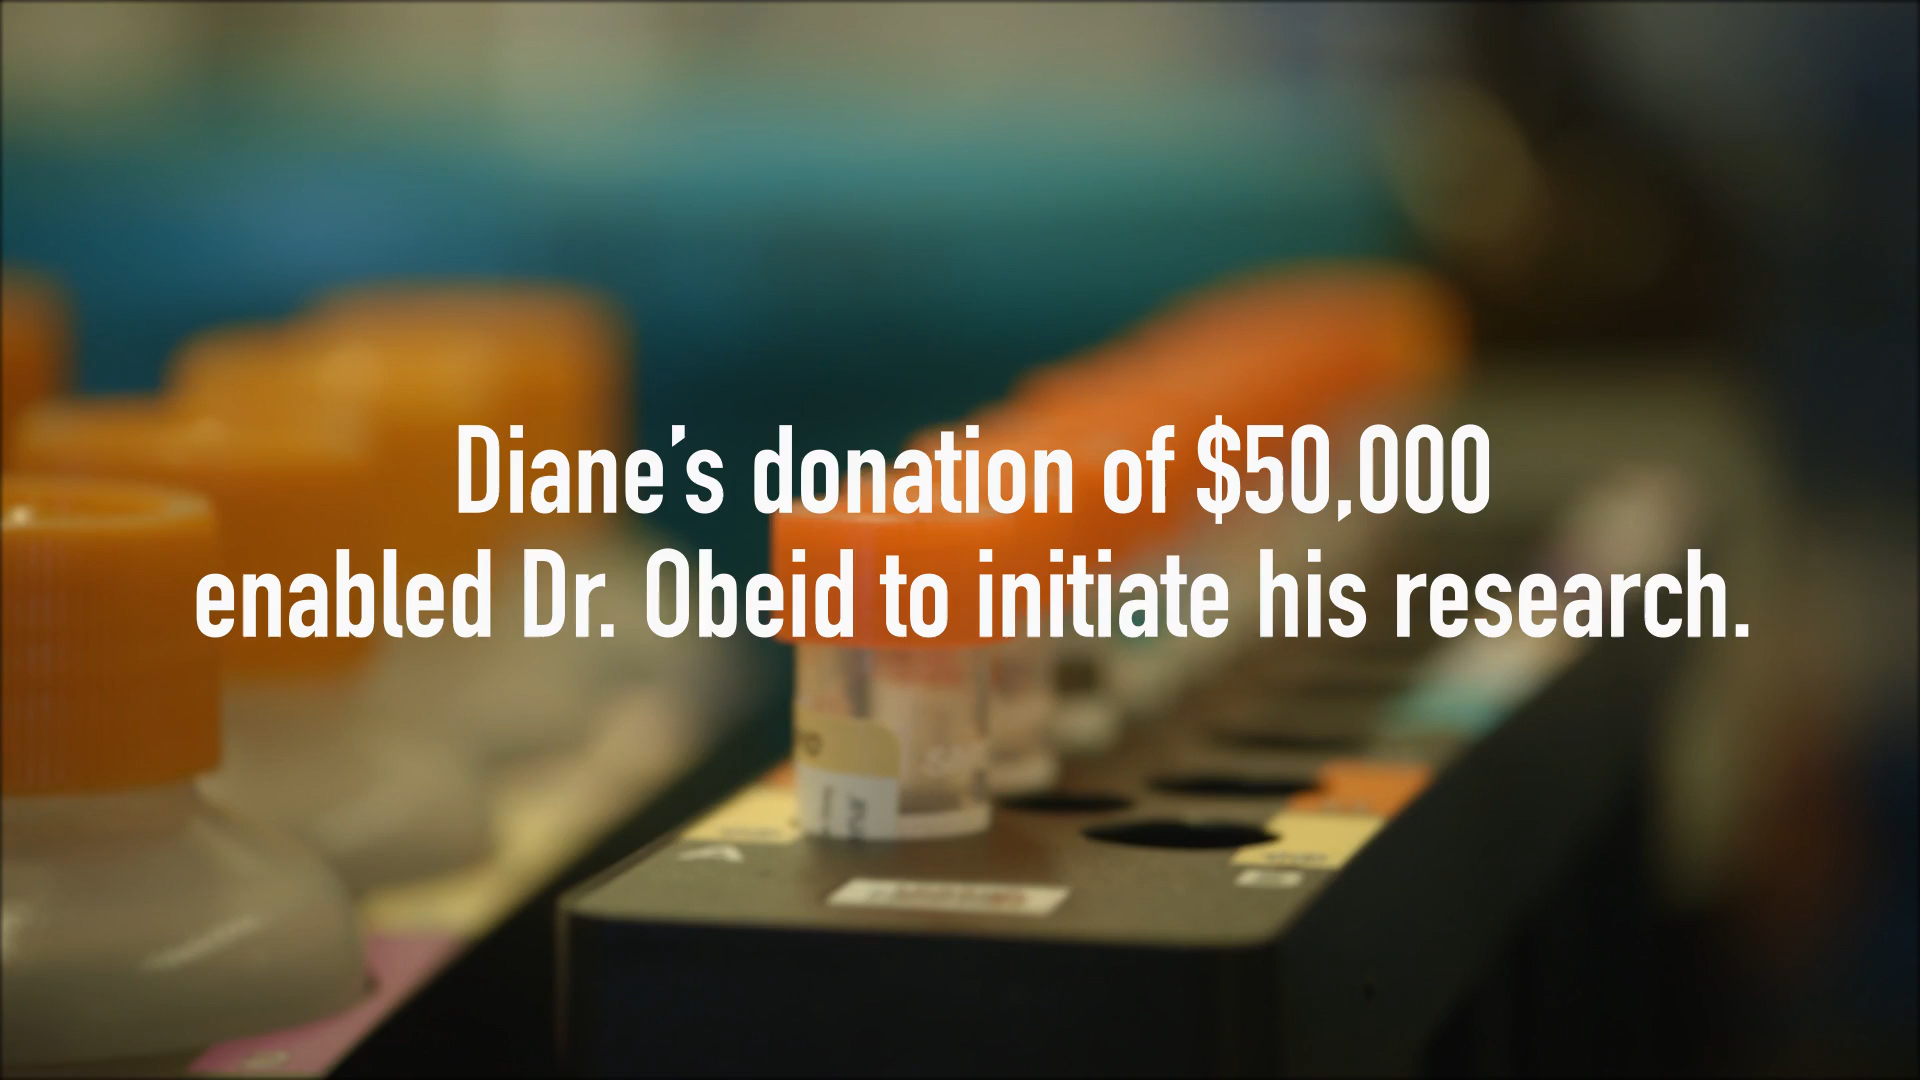 Diane's donation of $50,000
enabled Dr. Obeid to initiate his research.